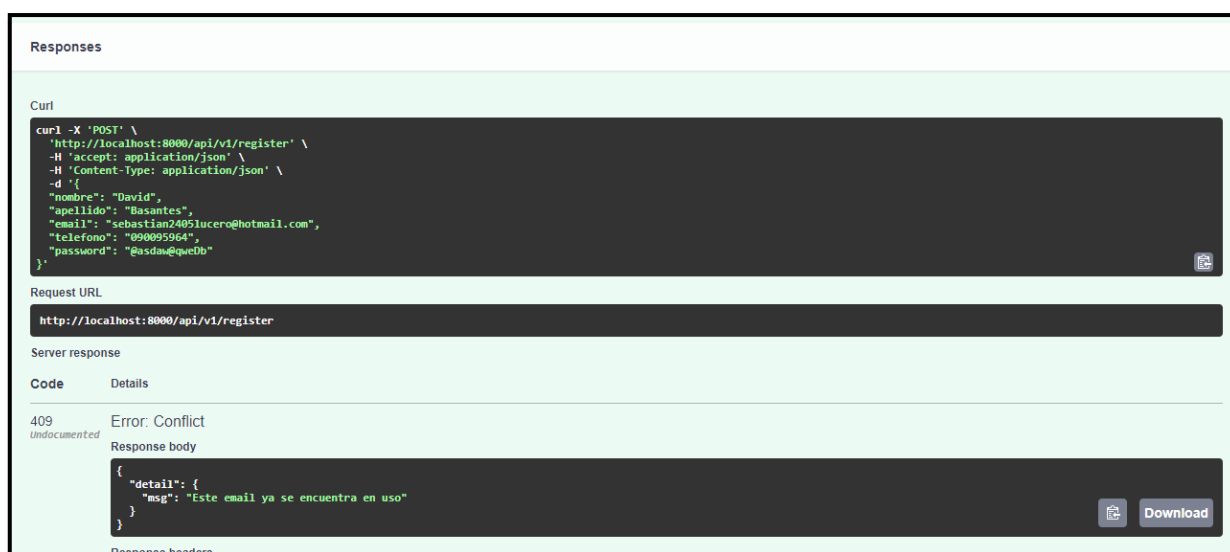 Responses
Curl
curl -X 'POST' \
'http://localhost:8000/api/v1/register' \
-H 'accept: application/json' \
-H 'Content-Type: application/json' \
-d '{
"nombre": "David",
"apellido": "Basantes",
"email": "sebastian2405lucero@hotmail.com",
"telefono": "090095964",
"password": "@asdaw@qweDb"
}'
Request URL
http://localhost:8000/api/v1/register
Server response
Code Details
409 Error: Conflict
Undocumented
Response body
{
"detail": {
"msg": "Este email ya se encuentra en uso"
}
}
Download
Response headers